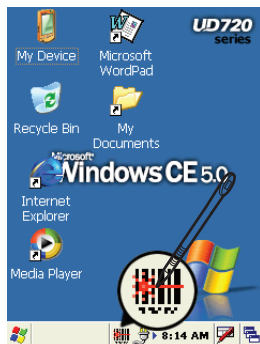 UD720
series
My Device
Microsoft
WordPad
Recycle Bin
My
Documents
Microsoft
Windows CE 5.0
Internet
Explorer
Media Player
8:14 AM